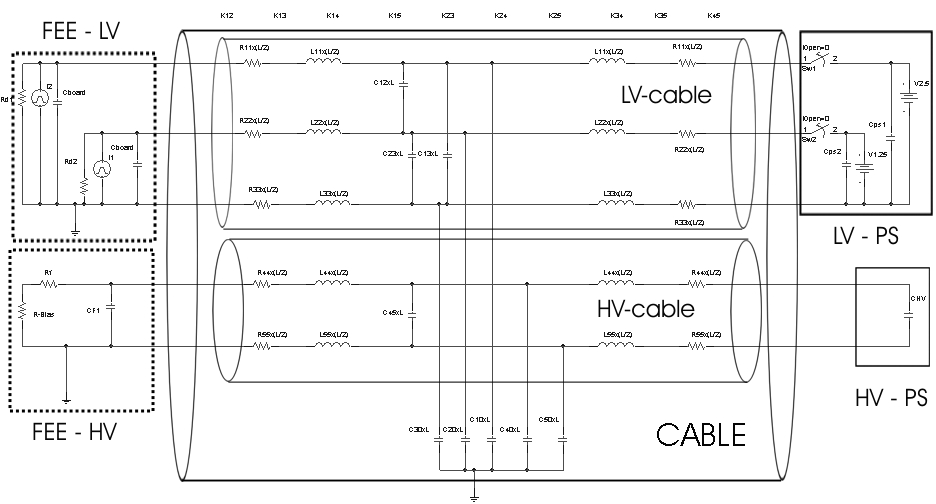 K12 K13 K14 K15 K23 K24 K25 K34 K35 K45
FEE - LV
R11x(L/2) L11x(L/2) L11x(L/2) R11x(L/2)
IOpen=0
1 2
Sw1
I2
Cboard
C12xL
LV-cable
V2.5
R22x(L/2) L22x(L/2) L22x(L/2) R22x(L/2)
IOpen=0
1 2
Sw2
Cps1
Cboard
Rd2
I1
C23xL C13xL
Cps2
V1.25
R33x(L/2) L33x(L/2) L33x(L/2) R33x(L/2)
LV - PS
R44x(L/2) L44x(L/2) L44x(L/2) R44x(L/2)
R-Bias
CF1
C45xL
HV-cable
CHV
R55x(L/2) L55x(L/2) L55x(L/2) R55x(L/2)
HV - PS
FEE - HV
C30xL C20xL C10xL C40xL C50xL
CABLE